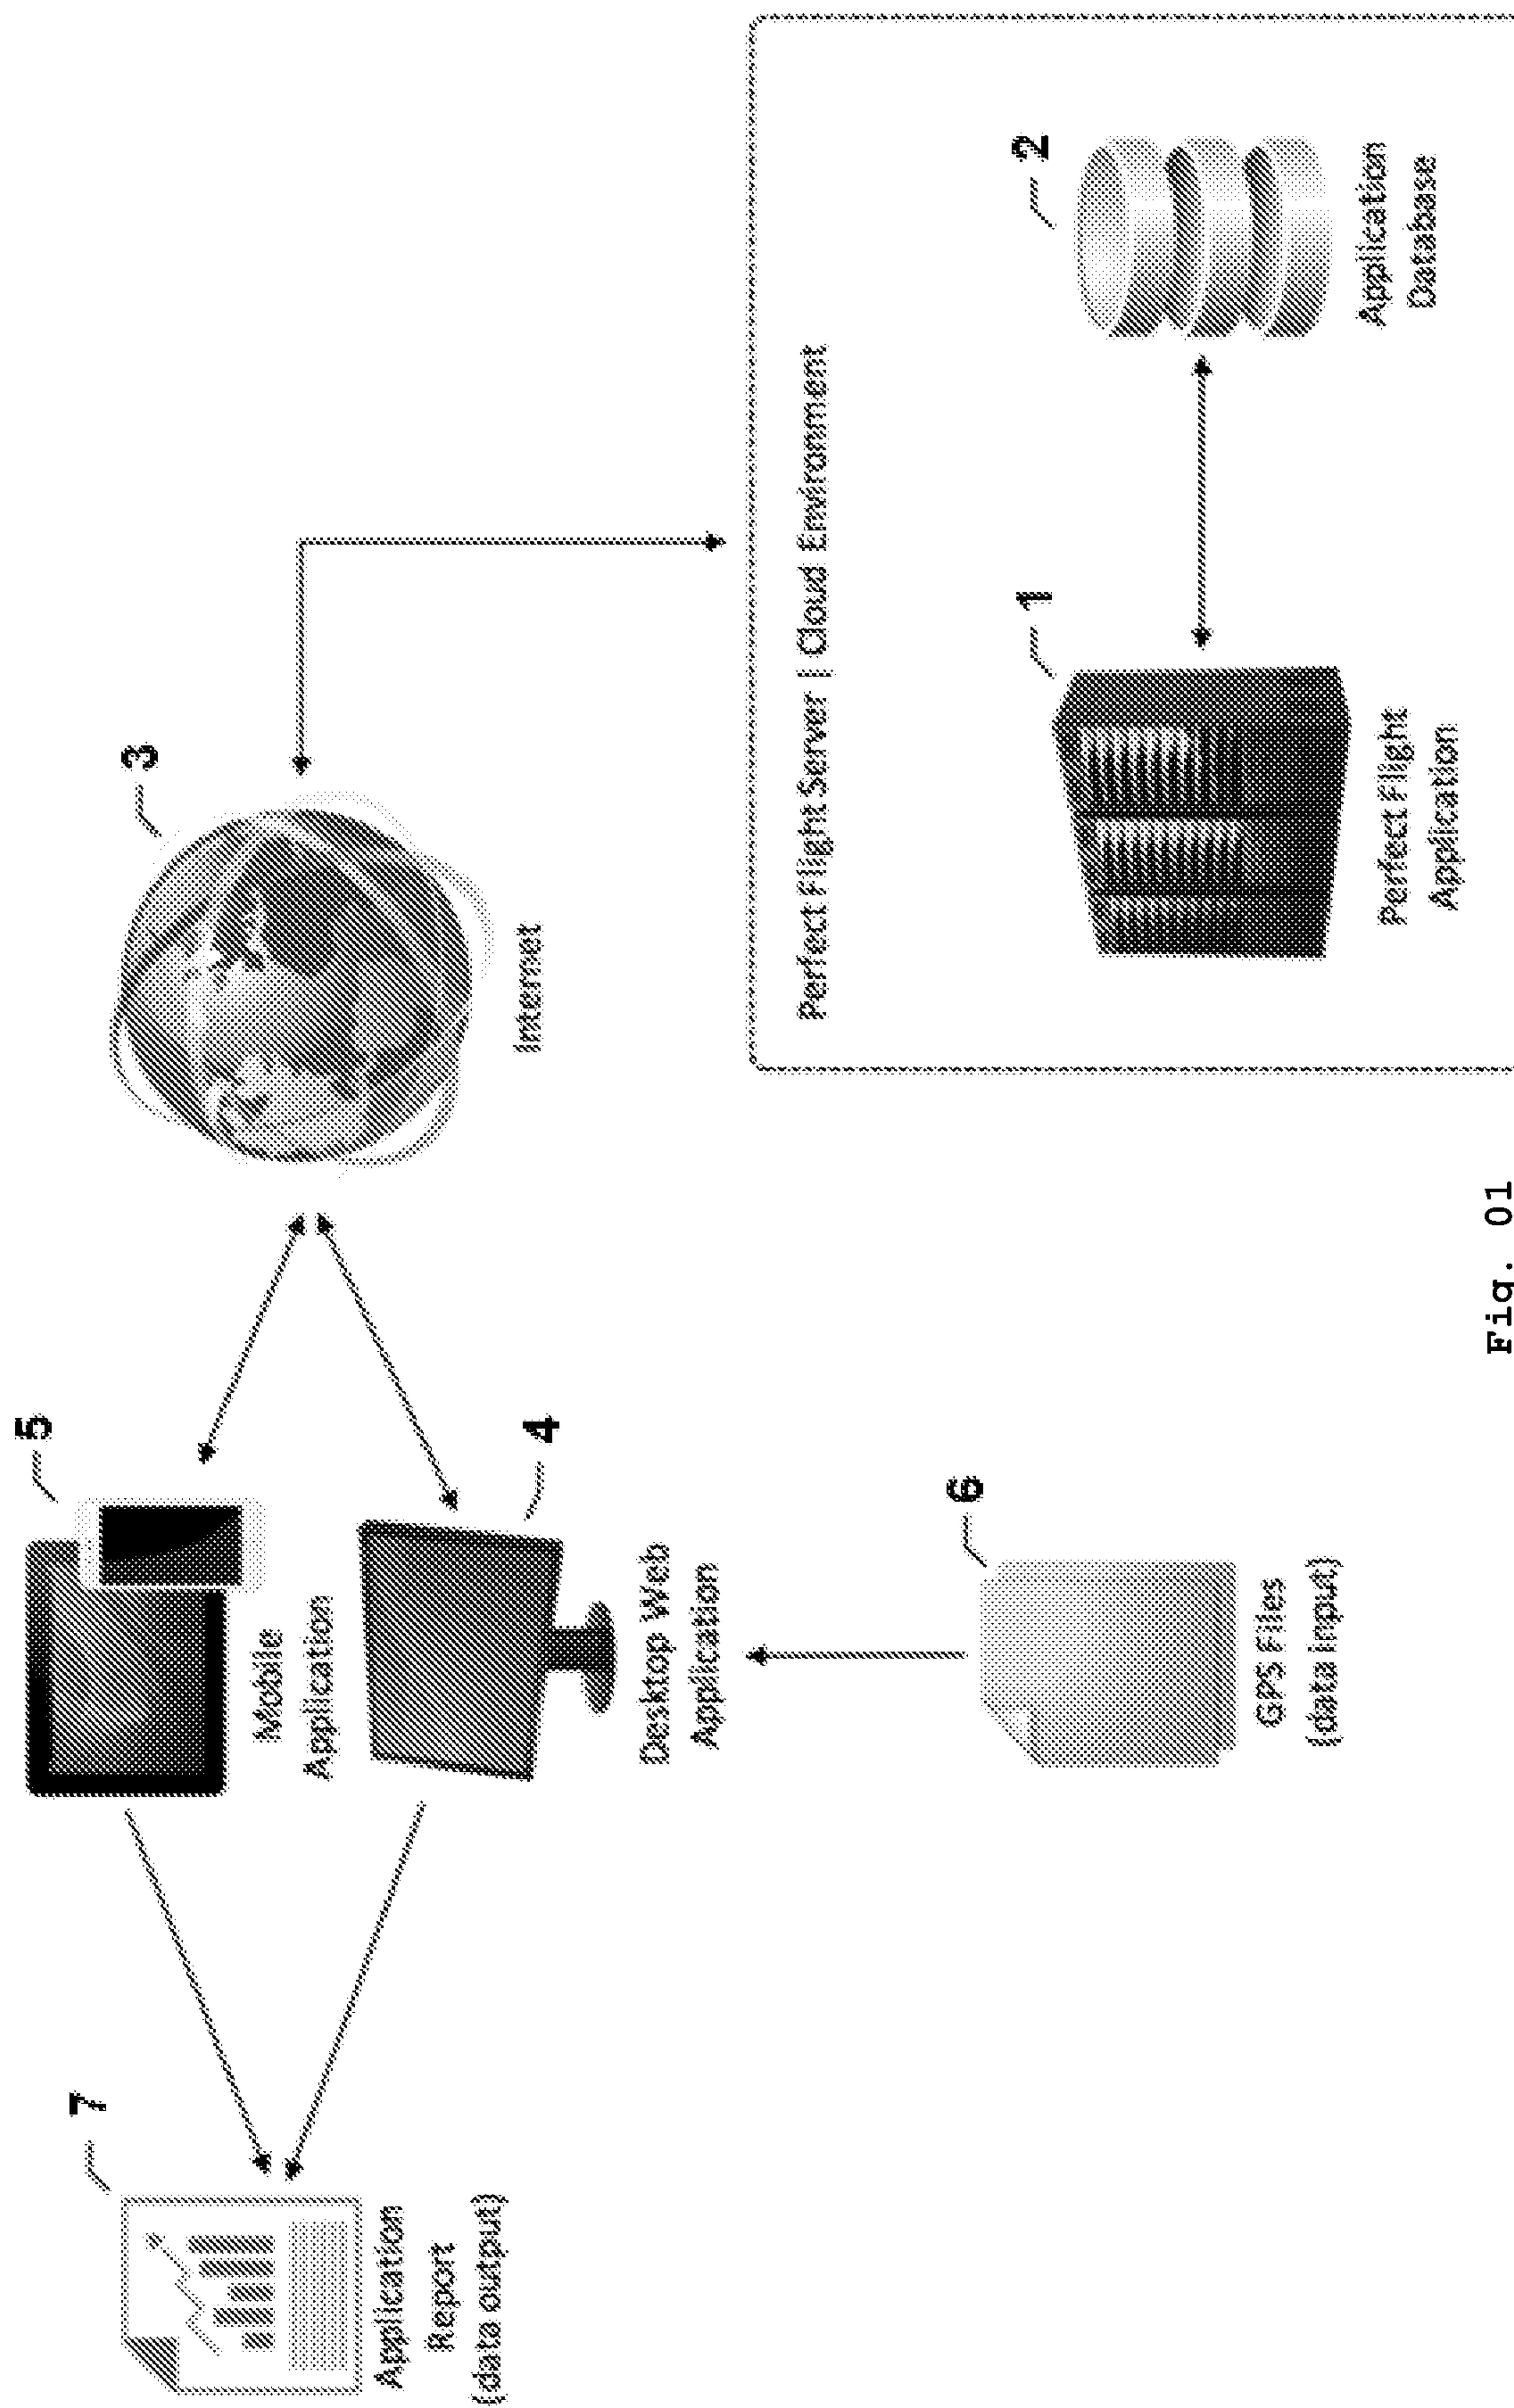 7
Application
Report
(data output)
5
Mobile
Application
4
Desktop Web
Application
6
GPS Files
(data input)
3
Internet
Perfect Flight Server | Cloud Environment
1
Perfect Flight
Application
2
Application
Database
Fig. 01